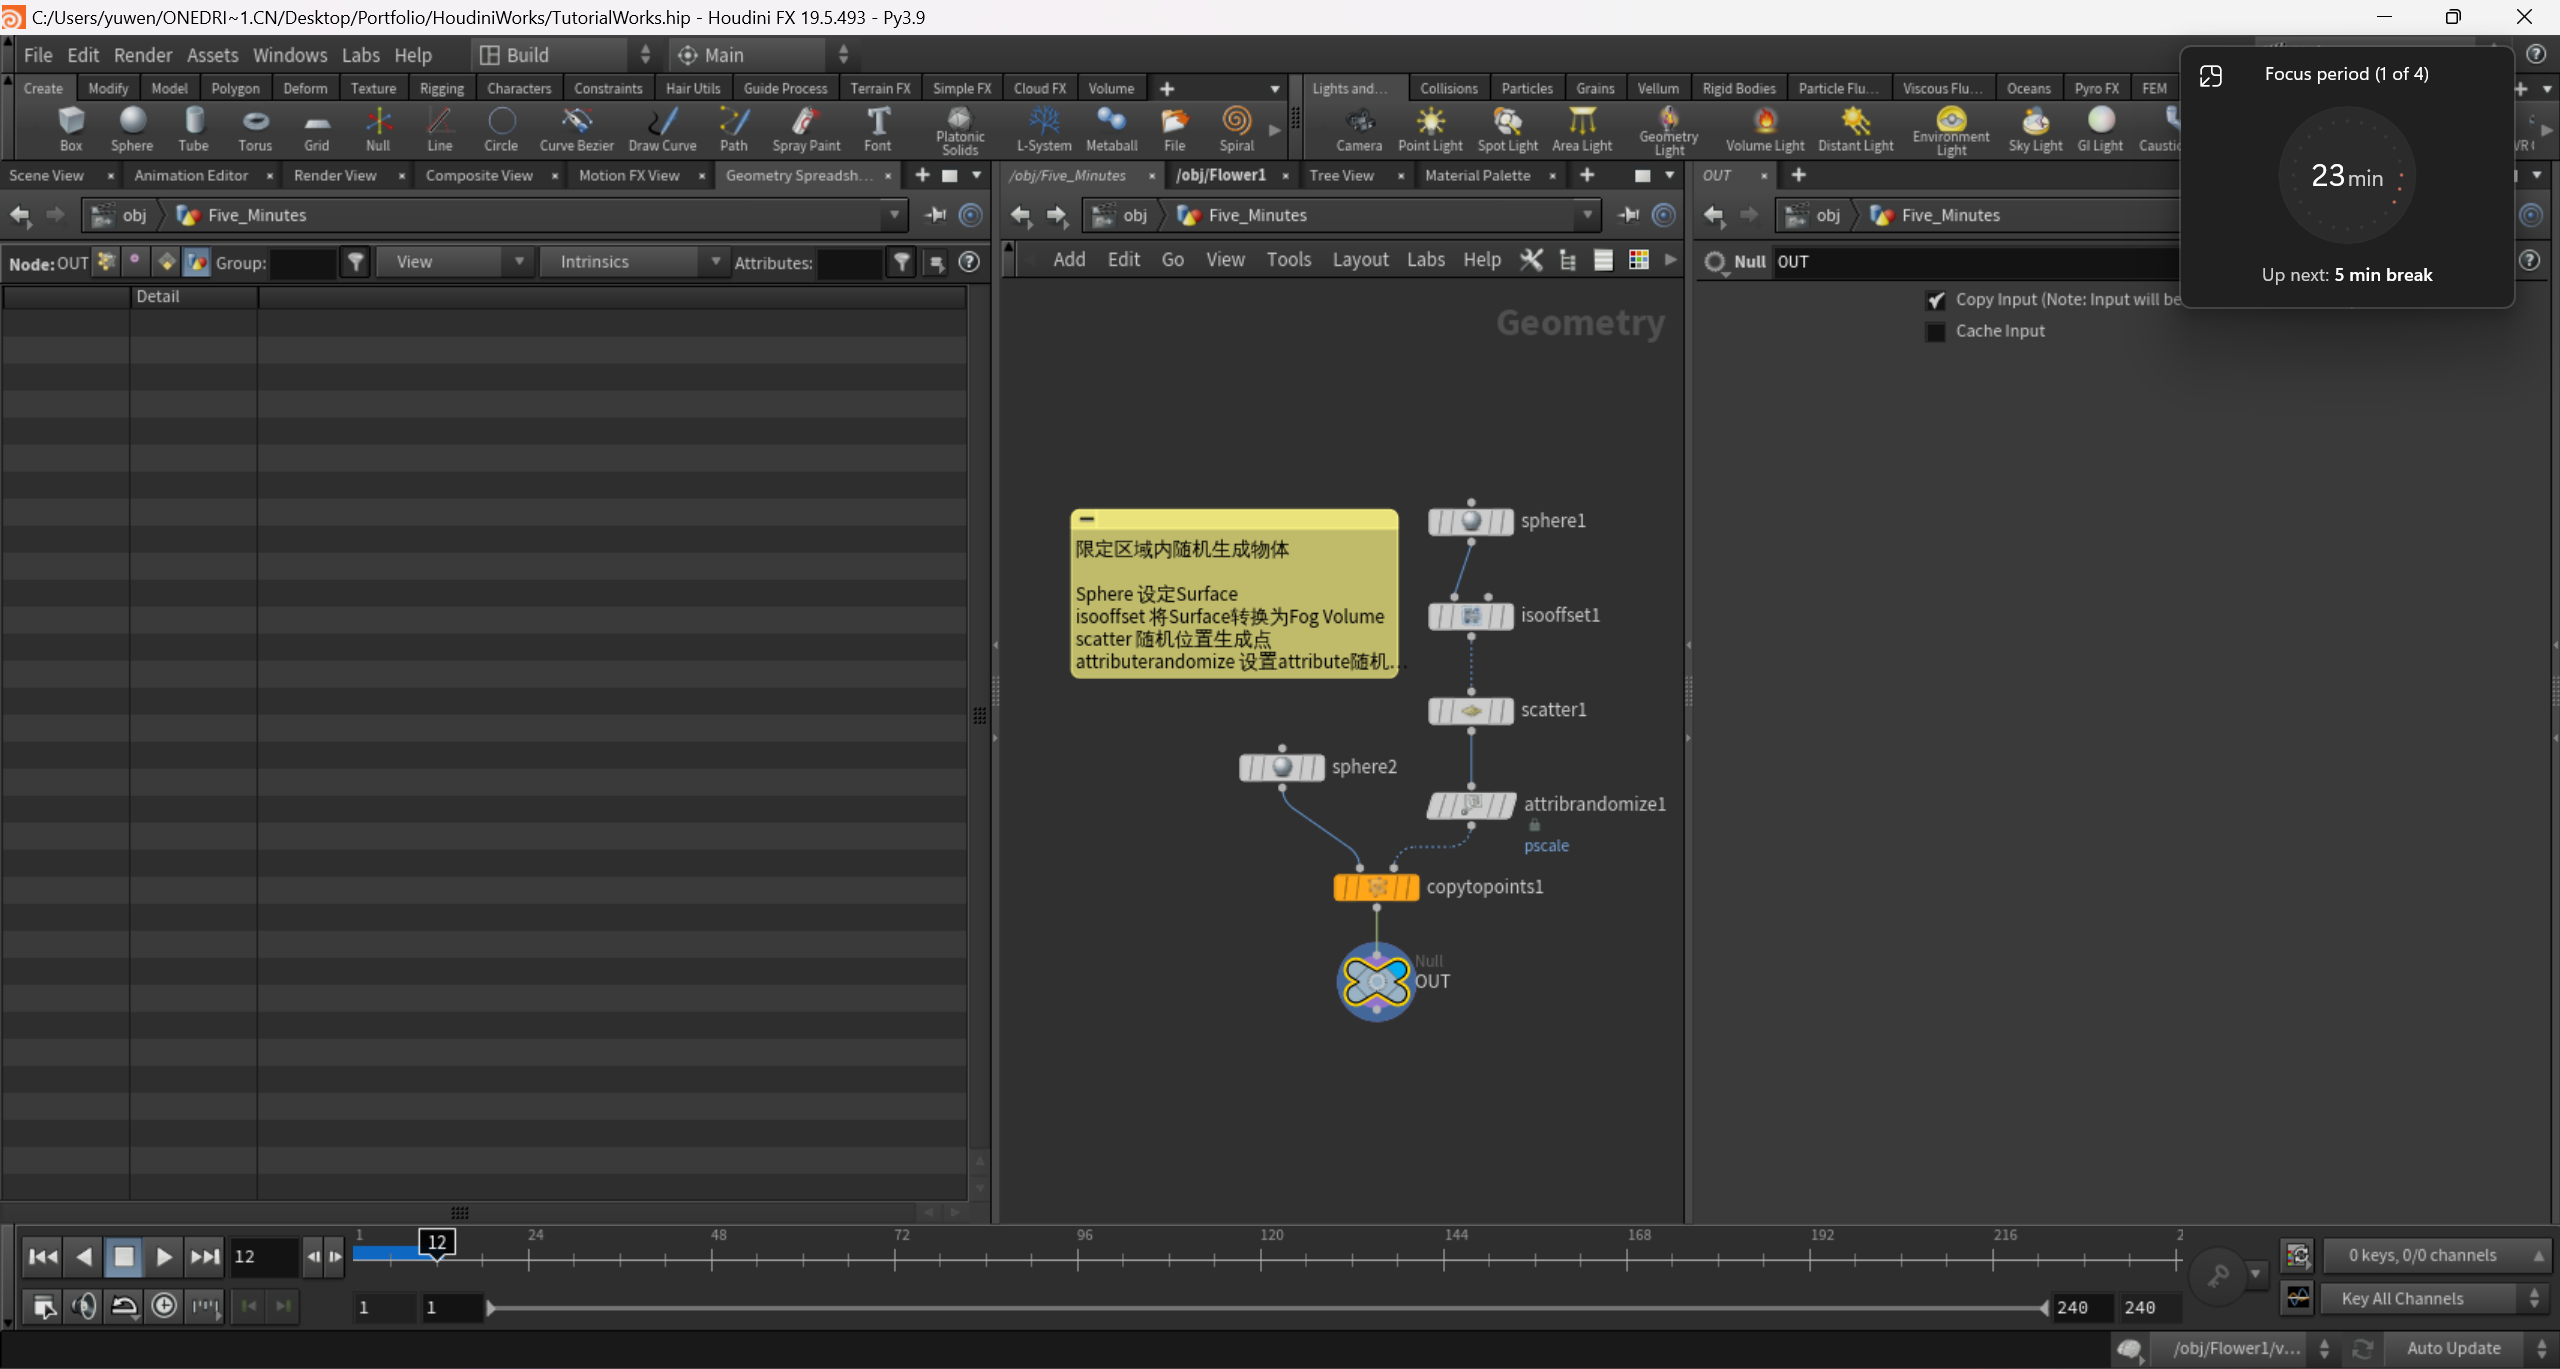 C:/Users/yuwen/ONEDRI~1.CN/Desktop/Portfolio/HoudiniWorks/TutorialWorks.hip - Houdini FX 19.5.493 - Py3.9
File Edit Render Assets Windows Labs Help Build Main
Create Modify Model Polygon Deform Texture Rigging Characters Constraints Hair Utils Guide Process Terrain FX Simple FX Cloud FX Volume
Box Sphere Tube Torus Grid Null Line Circle Curve Bezier Draw Curve Path Spray Paint Font Platonic Solids L-System Metaball File Spiral
Lights and... Collisions Particles Grains Vellum Rigid Bodies Particle Flu... Viscous Flu... Oceans Pyro FX FEM
Camera Point Light Spot Light Area Light Geometry Light Volume Light Distant Light Environment Light Sky Light GI Light
Focus period (1 of 4)
23 min
Up next: 5 min break
Scene View Animation Editor Render View Composite View Motion FX View Geometry Spreadsh...
obj Five_Minutes
Node: OUT Group: View Intrinsics Attributes:
Detail
/obj/Five_Minutes /obj/Flower1 Tree View Material Palette
obj Five_Minutes
Add Edit Go View Tools Layout Labs Help
Geometry
限定区域内随机生成物体
Sphere 设定Surface
isooffset 将Surface转换为Fog Volume
scatter 随机位置生成点
attributerandomize 设置attribute随机...
sphere1
isooffset1
scatter1
sphere2
attribrandomize1
pscale
copytopoints1
Null
OUT
OUT
obj Five_Minutes
Null OUT
Copy Input (Note: Input will be
Cache Input
12
1 12 24 48 72 96 120 144 168 192 216 2
0 keys, 0/0 channels
1 1 240 240
Key All Channels
/obj/Flower1/v... Auto Update